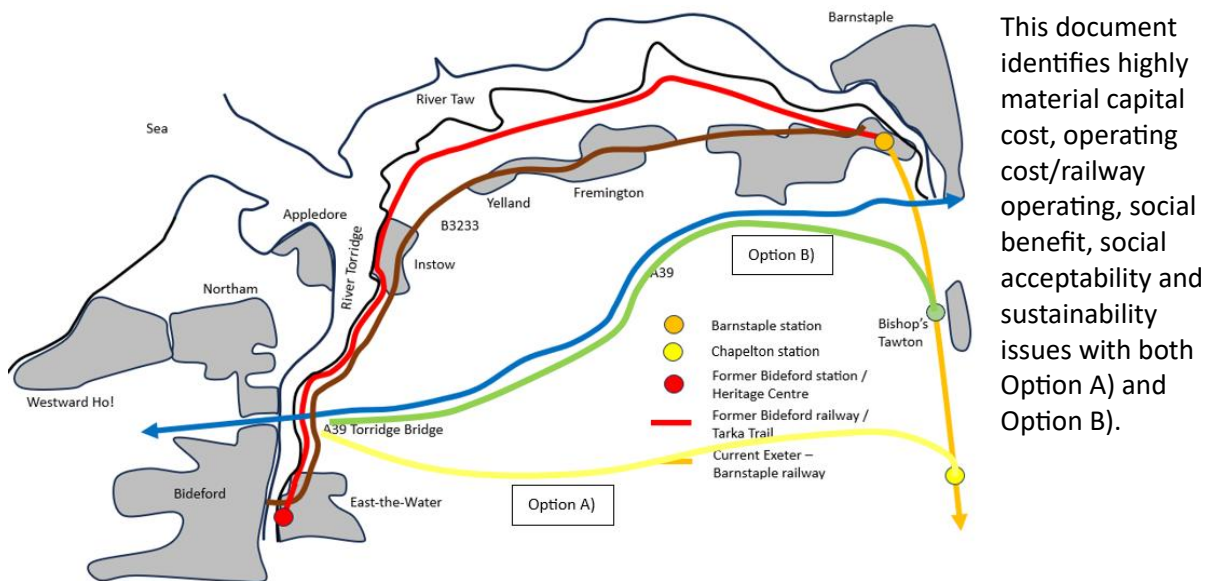 Barnstaple
River Taw
Sea
Yelland
Fremington
Appledore
B3233
River Torridge
Instow
Northam
Option B)
A39
Westward Ho!
A39 Torridge Bridge
Bishop's
Tawton
Barnstaple station
Chapelton station
Former Bideford station /
Heritage Centre
Former Bideford railway /
Tarka Trail
Current Exeter –
Barnstaple railway
Bideford
East-the-Water
Option A)
This document
identifies highly
material capital
cost, operating
cost/railway
operating, social
benefit, social
acceptability and
sustainability
issues with both
Option A) and
Option B).